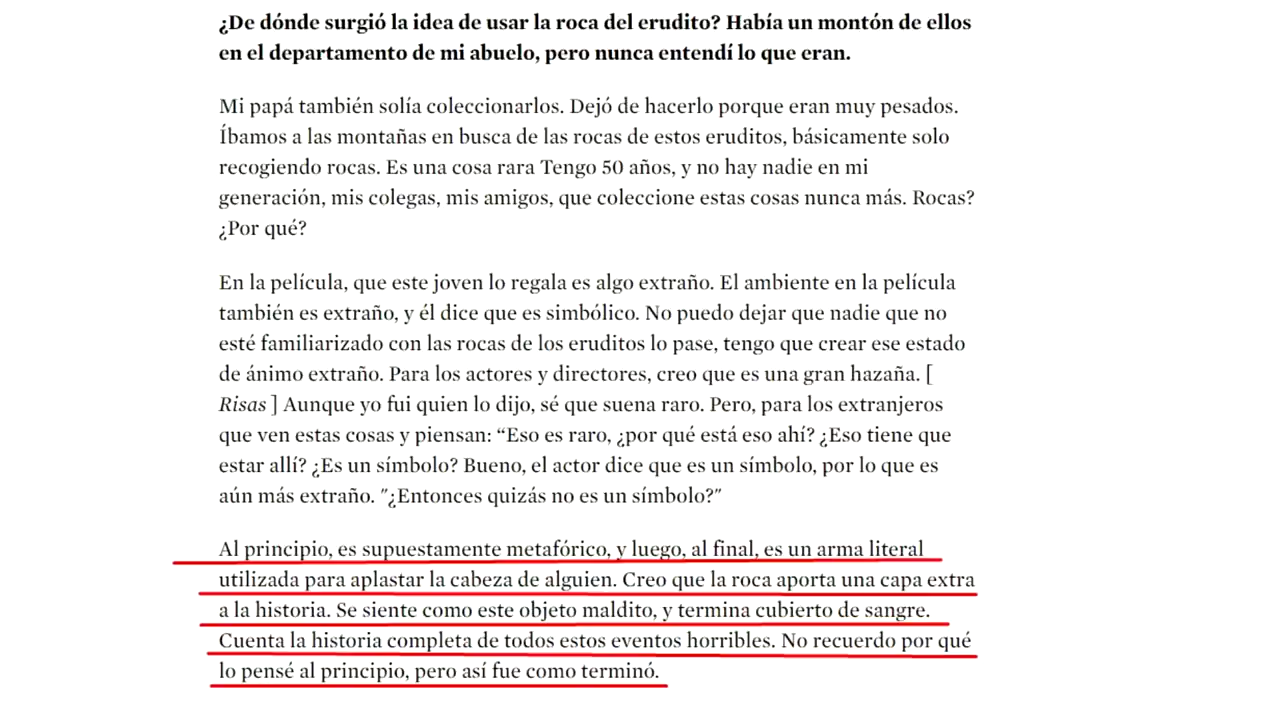 ¿De dónde surgió la idea de usar la roca del erudito? Había un montón de ellos
en el departamento de mi abuelo, pero nunca entendí lo que eran.
Mi papá también solía coleccionarlos. Dejó de hacerlo porque eran muy pesados.
Íbamos a las montañas en busca de las rocas de estos eruditos, básicamente solo
recogiendo rocas. Es una cosa rara Tengo 50 años, y no hay nadie en mi
generación, mis colegas, mis amigos, que coleccione estas cosas nunca más. Rocas?
¿Por qué?
En la película, que este joven lo regala es algo extraño. El ambiente en la película
también es extraño, y él dice que es simbólico. No puedo dejar que nadie que no
esté familiarizado con las rocas de los eruditos lo pase, tengo que crear ese estado
de ánimo extraño. Para los actores y directores, creo que es una gran hazaña. [
Risas ] Aunque yo fui quien lo dijo, sé que suena raro. Pero, para los extranjeros
que ven estas cosas y piensan: “Eso es raro, ¿por qué está eso ahí? ¿Eso tiene que
estar allí? ¿Es un símbolo? Bueno, el actor dice que es un símbolo, por lo que es
aún más extraño. "¿Entonces quizás no es un símbolo?"
Al principio, es supuestamente metafórico, y luego, al final, es un arma literal
utilizada para aplastar la cabeza de alguien. Creo que la roca aporta una capa extra
a la historia. Se siente como este objeto maldito, y termina cubierto de sangre.
Cuenta la historia completa de todos estos eventos horribles. No recuerdo por qué
lo pensé al principio, pero así fue como terminó.